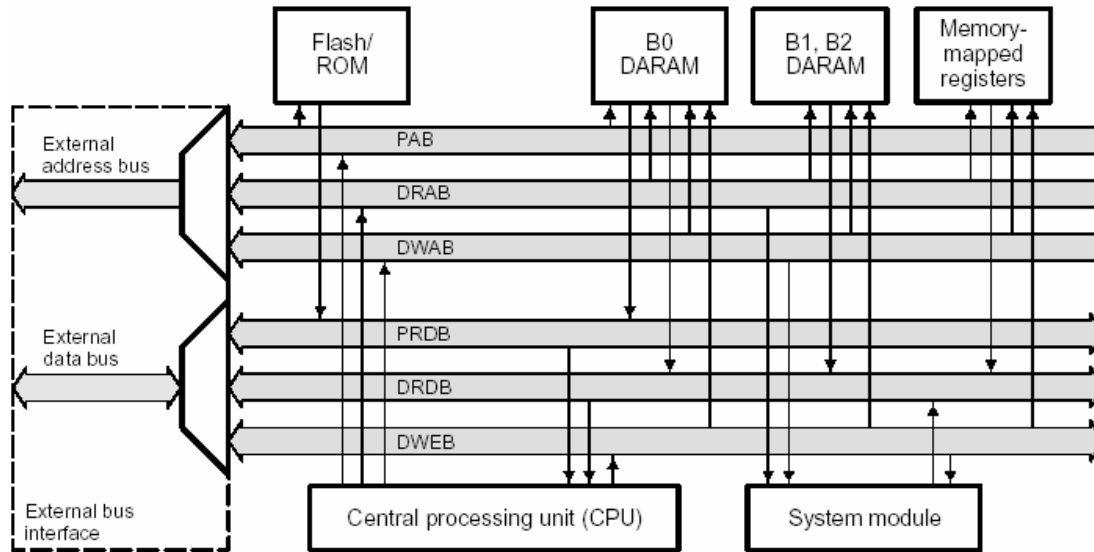 Flash/
ROM
B0
DARAM
B1, B2
DARAM
Memory-
mapped
registers
External
address bus
PAB
DRAB
DWAB
External
data bus
PRDB
DRDB
DWEB
External bus
interface
Central processing unit (CPU)
System module